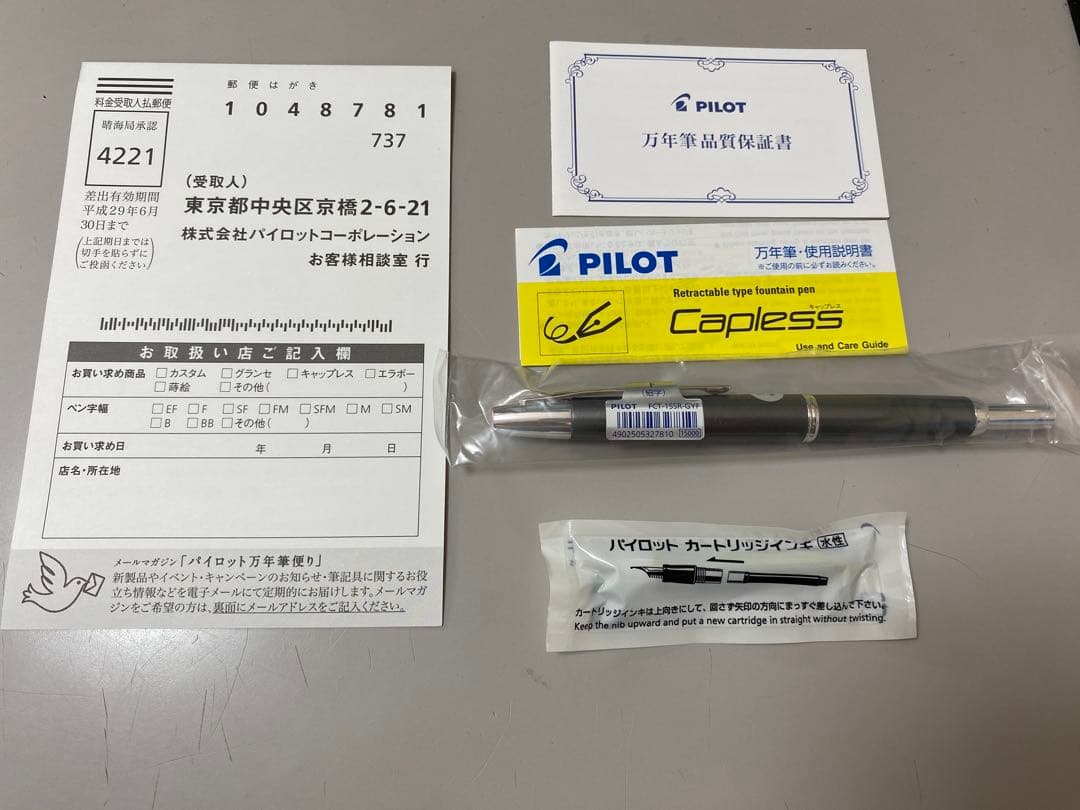 料金受取人払郵便
晴海局承認
4221
差出有効期間
平成29年6月
30日まで
(上記期日までは
切手を貼らずに
ご投函ください)
郵便はがき
1048781
737
(受取人)
東京都中央区京橋2-6-21
株式会社パイロットコーポレーション
お客様相談室 行
お取扱い店ご記入欄
お買い求め商品 □カスタム □グランセ □キャップレス □エラボー
□蒔絵 □その他( )
ペン字幅 □EF □F □SF □FM □SFM □M □SM
□B □BB □その他( )
お買い求め日 年 月 日
店名・所在地
メールマガジン「パイロット万年筆便り」
新製品やイベント・キャンペーンのお知らせ・筆記具に関するお役
立ち情報などを電子メールにて定期的にお届けします。メールマガ
ジンをご希望の方は、裏面にメールアドレスをご記入ください。
PILOT
万年筆品質保証書
PILOT
万年筆・使用説明書
※ご使用の前に必ずお読みください。
Retractable type fountain pen
キャップレス
Capless
Use and Care Guide
F
(細字)
PILOT FCT-15SR-GYF
4902505327810 15000
パイロット カートリッジインキ 水性
カートリッジインキは上向きにして、回さず矢印の方向にまっすぐ差し込んで下さい。
Keep the nib upward and put a new cartridge in straight without twisting.